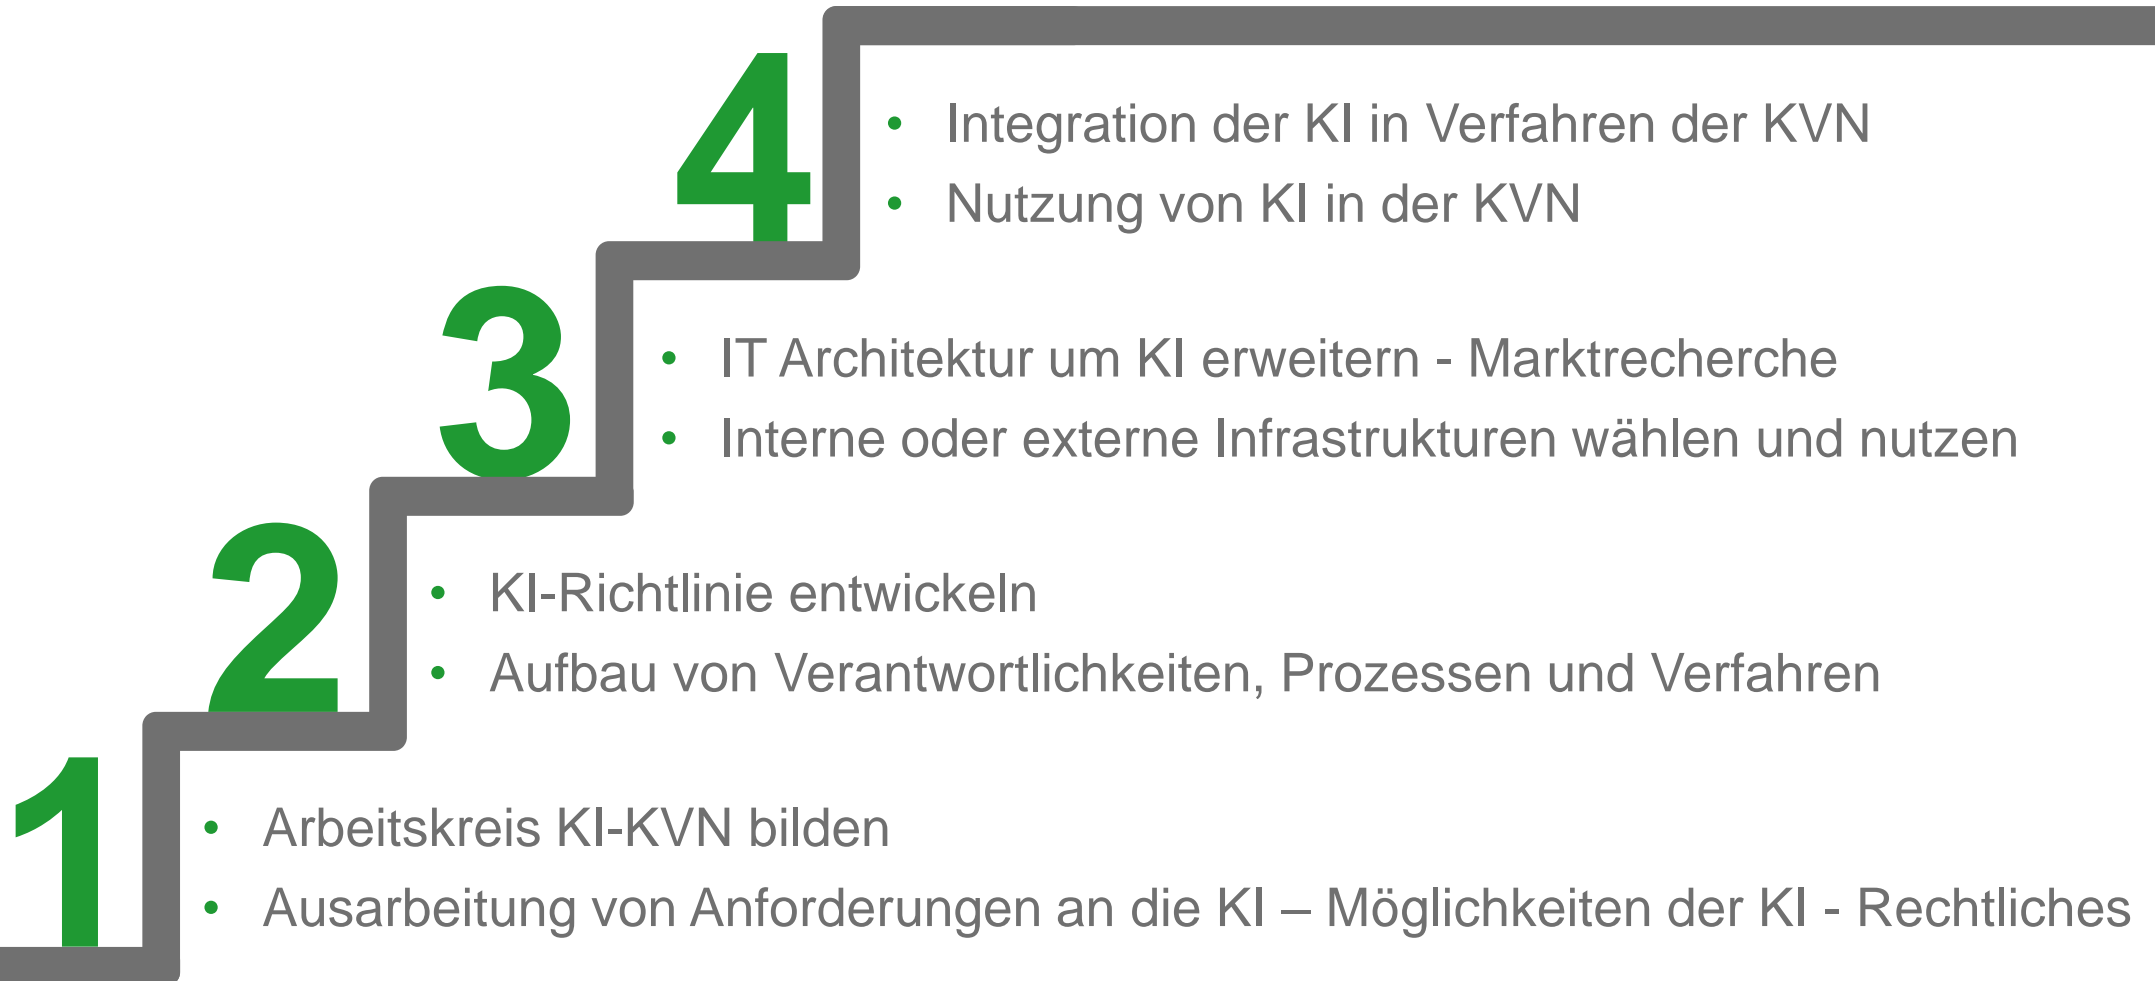 4
• Integration der KI in Verfahren der KVN
• Nutzung von KI in der KVN
3
• IT Architektur um KI erweitern - Marktrecherche
• Interne oder externe Infrastrukturen wählen und nutzen
2
• KI-Richtlinie entwickeln
• Aufbau von Verantwortlichkeiten, Prozessen und Verfahren
1
• Arbeitskreis KI-KVN bilden
• Ausarbeitung von Anforderungen an die KI – Möglichkeiten der KI - Rechtliches